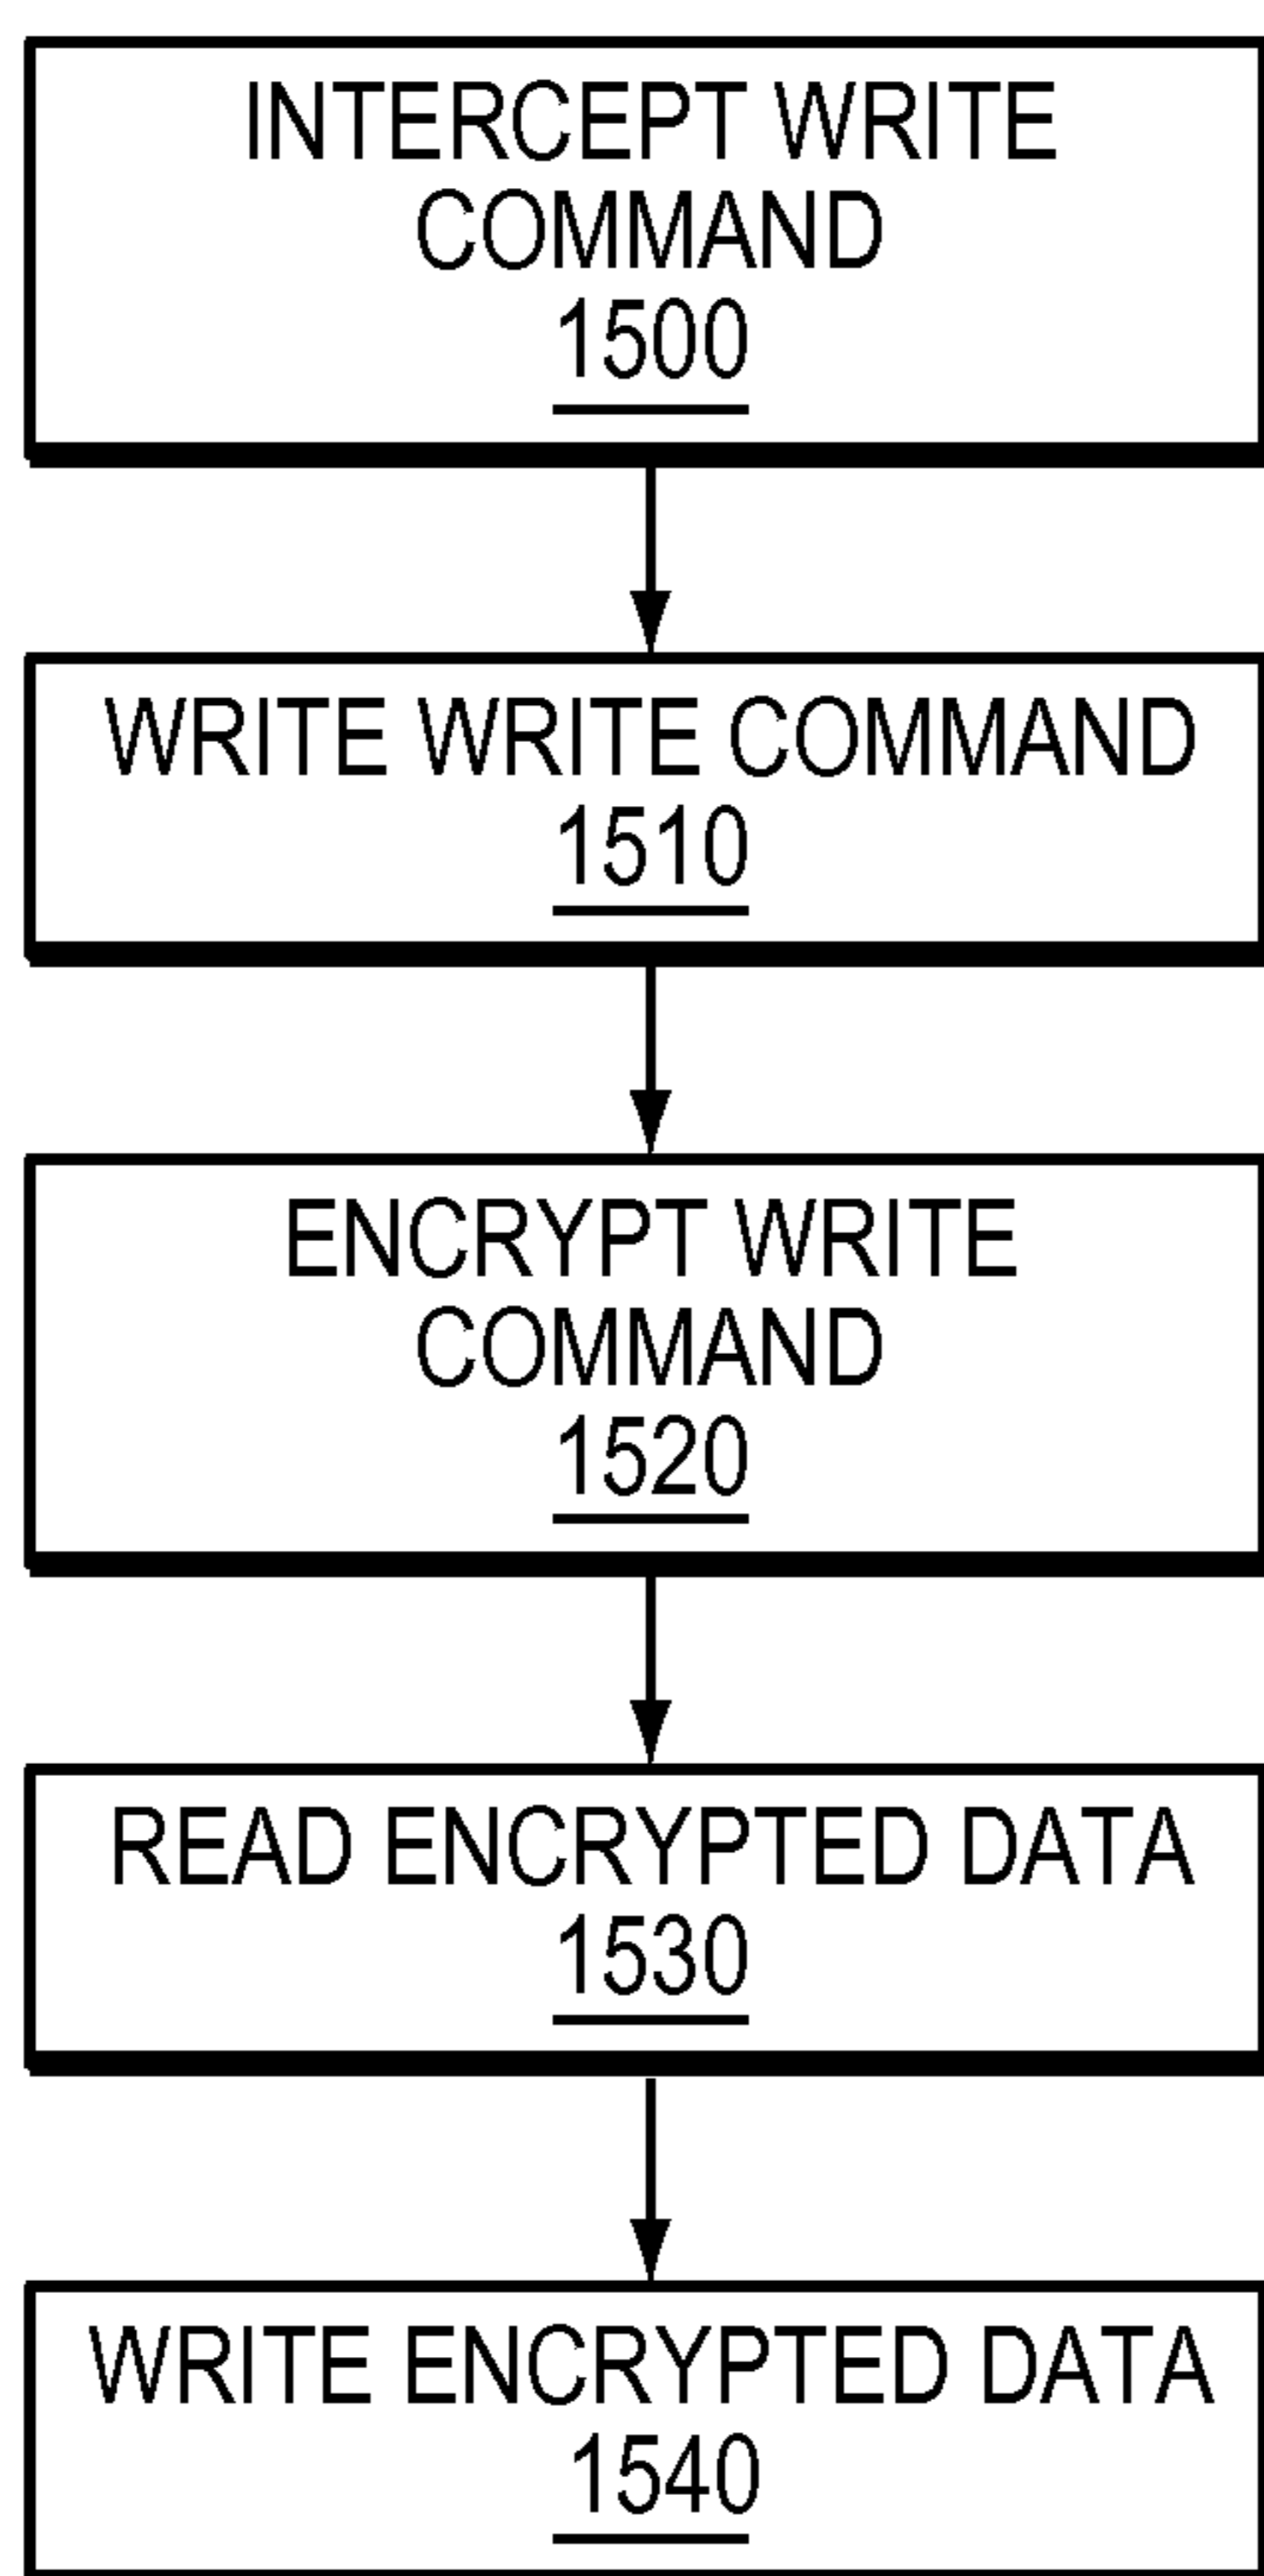 INTERCEPT WRITE
COMMAND
1500
WRITE WRITE COMMAND
1510
ENCRYPT WRITE
COMMAND
1520
READ ENCRYPTED DATA
1530
WRITE ENCRYPTED DATA
1540